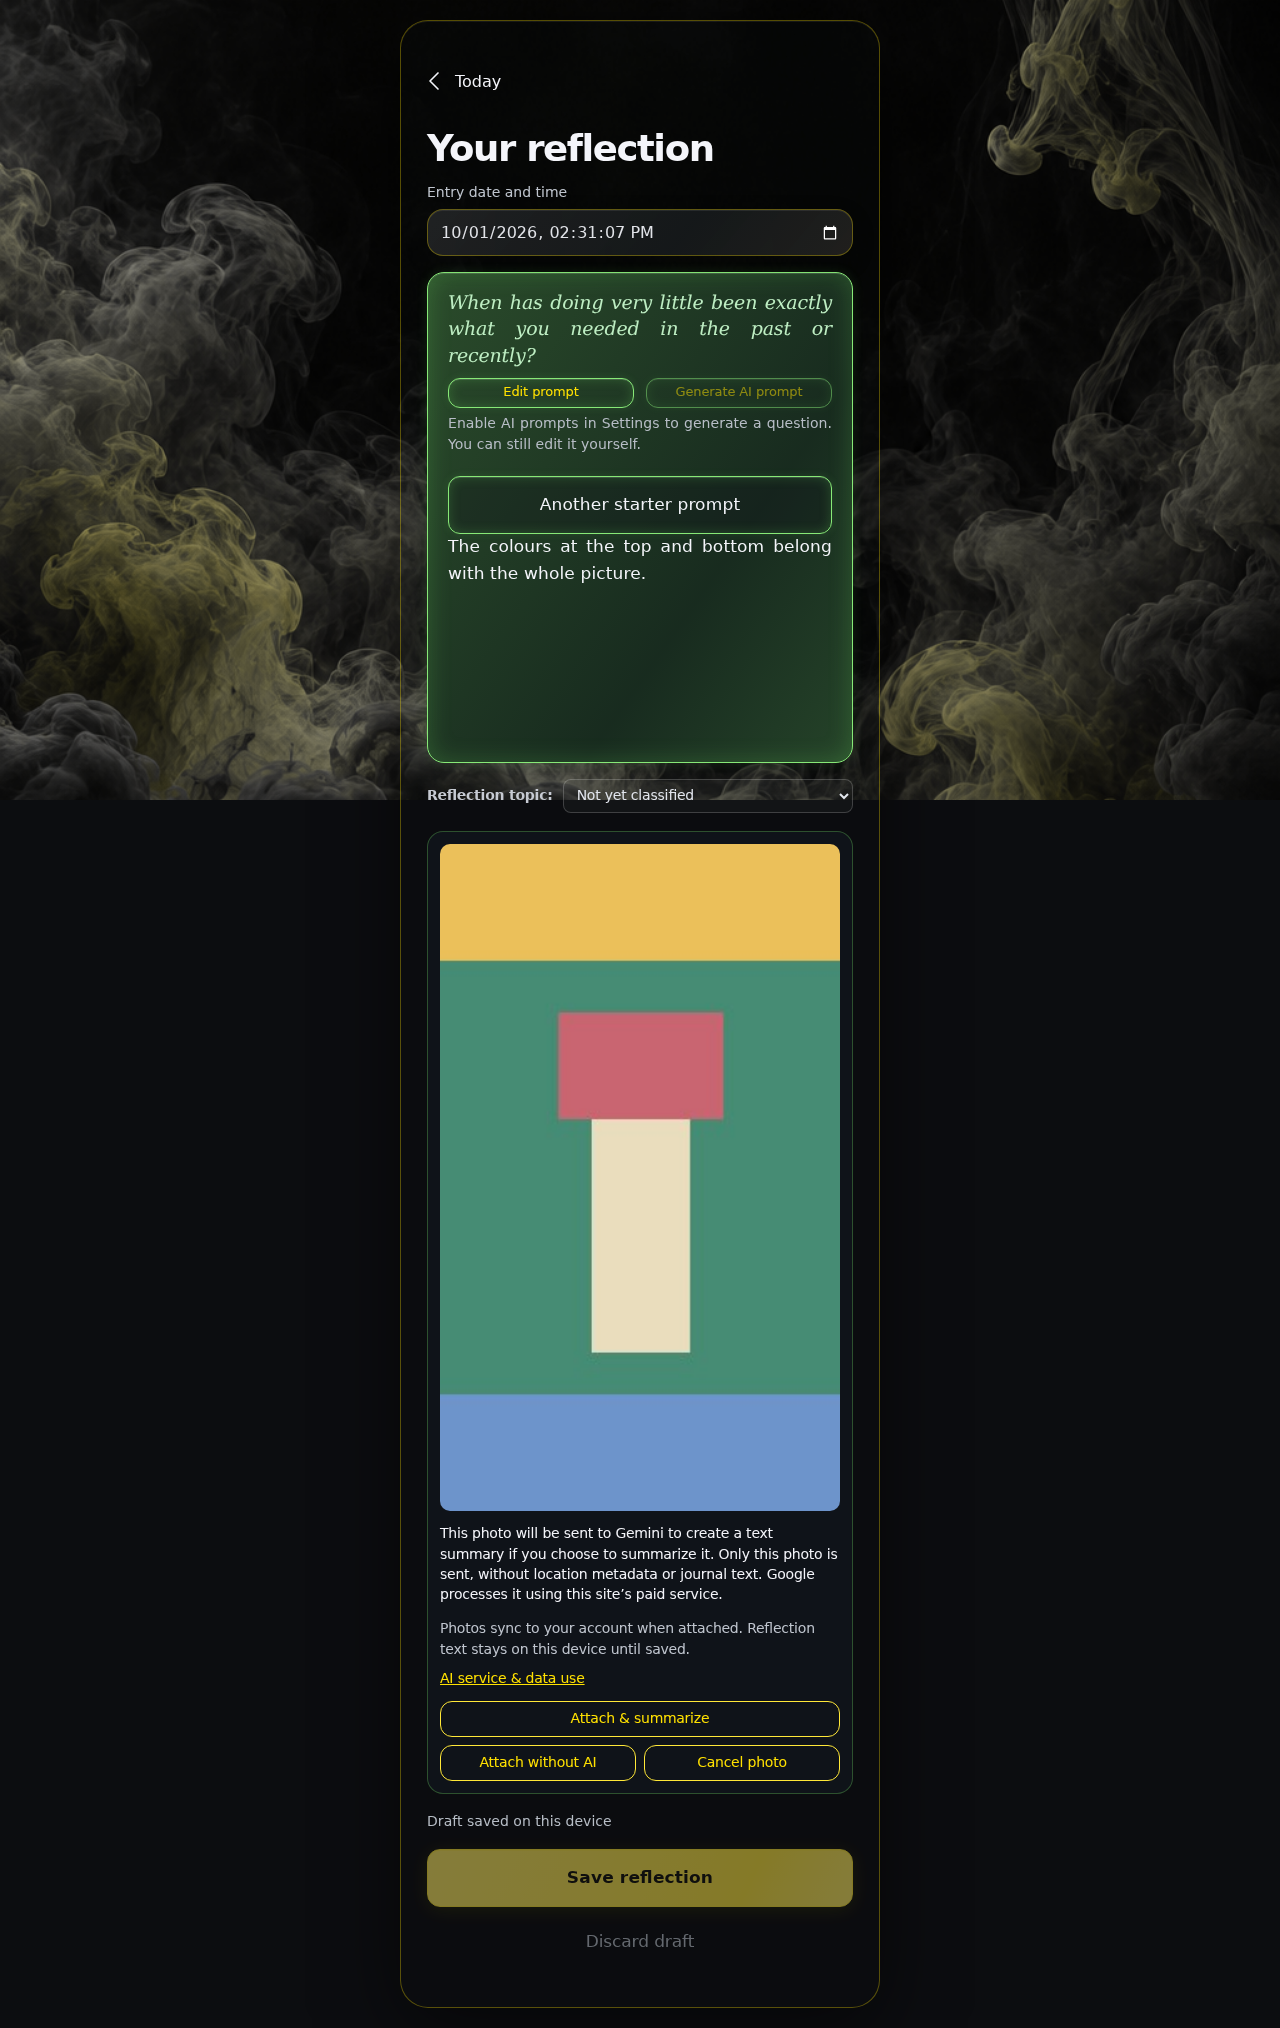 Today
Your reflection
Entry date and time
10/01/2026, 02:31:07 PM
When has doing very little been exactly
what you needed in the past or
recently?
Edit prompt
Generate AI prompt
Enable AI prompts in Settings to generate a question.
You can still edit it yourself.
Another starter prompt
The colours at the top and bottom belong
with the whole picture.
Reflection topic:
Not yet classified
This photo will be sent to Gemini to create a text
summary if you choose to summarize it. Only this photo is
sent, without location metadata or journal text. Google
processes it using this site’s paid service.
Photos sync to your account when attached. Reflection
text stays on this device until saved.
AI service & data use
Attach & summarize
Attach without AI
Cancel photo
Draft saved on this device
Save reflection
Discard draft